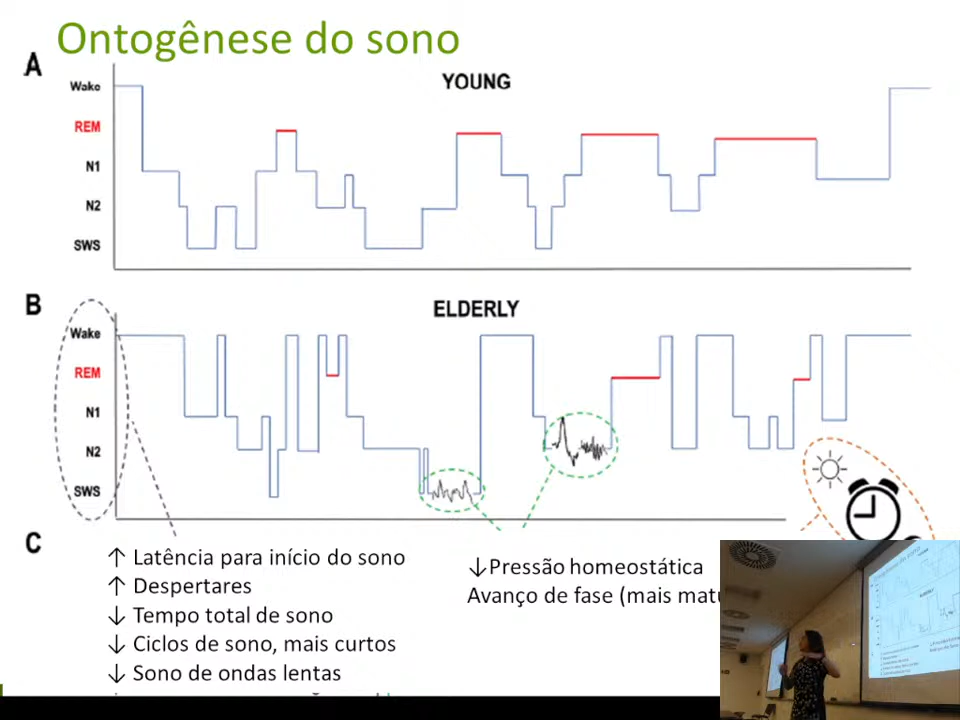 Ontogênese do sono
A
YOUNG
Wake
REM
N1
N2
SWS
B
ELDERLY
Wake
REM
N1
N2
SWS
C
↑ Latência para início do sono
↑ Despertares
↓ Tempo total de sono
↓ Ciclos de sono, mais curtos
↓ Sono de ondas lentas
↓Pressão homeostática
Avanço de fase (mais